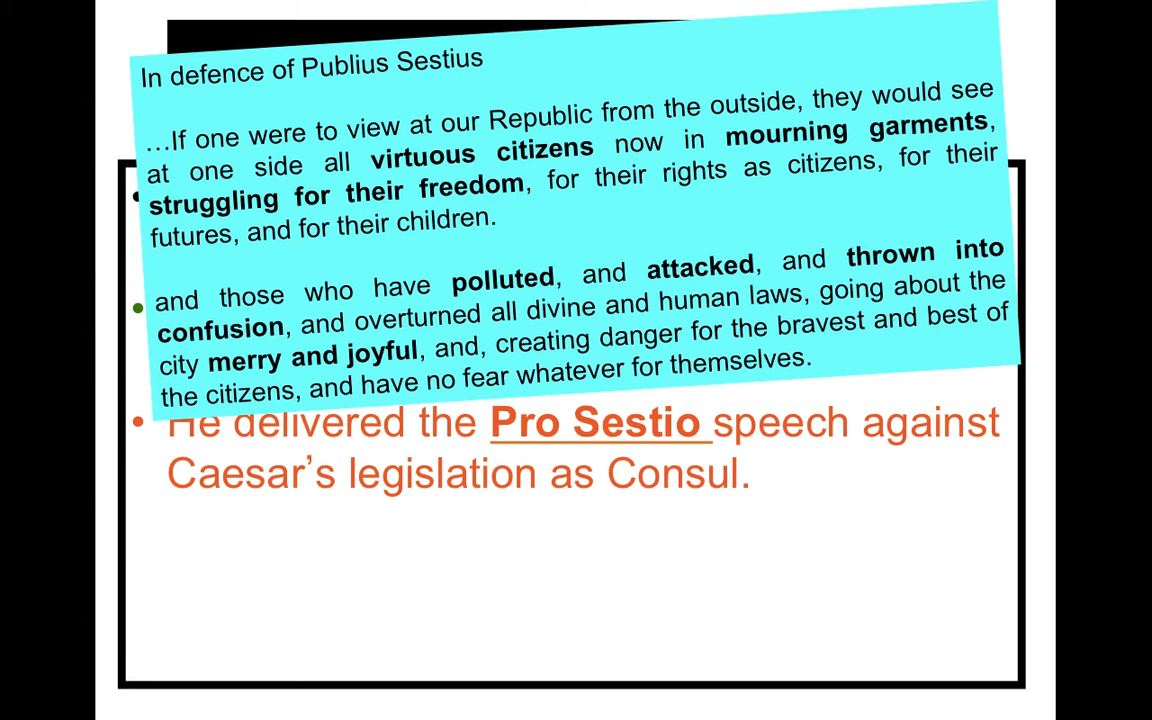 In defence of Publius Sestius
…If one were to view at our Republic from the outside, they would see
at one side all virtuous citizens now in mourning garments,
struggling for their freedom, for their rights as citizens, for their
futures, and for their children.
and those who have polluted, and attacked, and thrown into
confusion, and overturned all divine and human laws, going about the
city merry and joyful, and, creating danger for the bravest and best of
the citizens, and have no fear whatever for themselves.
• He delivered the Pro Sestio speech against
Caesar’s legislation as Consul.